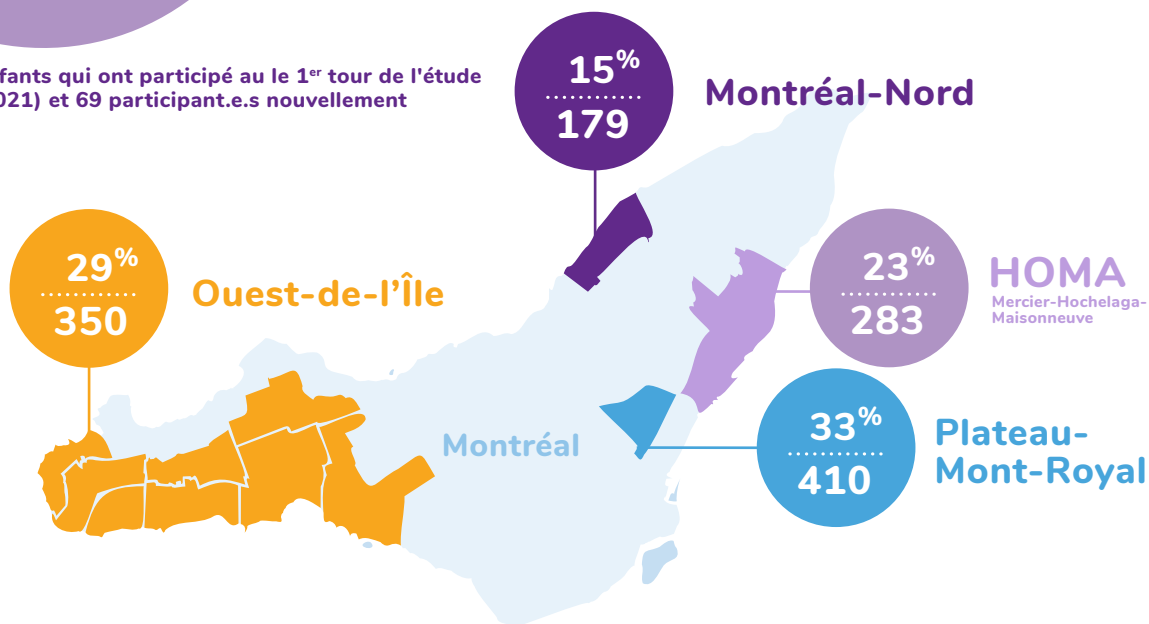 fants qui ont participé au le 1er tour de l'étude
021) et 69 participant.e.s nouvellement
15%
179
Montréal-Nord
29%
350
Ouest-de-l'Île
23%
283
HOMA
Mercier-Hochelaga-
Maisonneuve
Montréal
33%
410
Plateau-
Mont-Royal